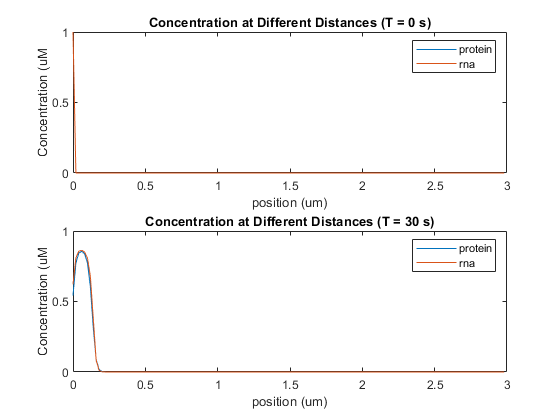 Concentration at Different Distances (T = 0 s)
1
0.5
0
Concentration (uM
protein
rna
0 0.5 1 1.5 2 2.5 3
position (um)
Concentration at Different Distances (T = 30 s)
1
0.5
0
Concentration (uM
protein
rna
0 0.5 1 1.5 2 2.5 3
position (um)